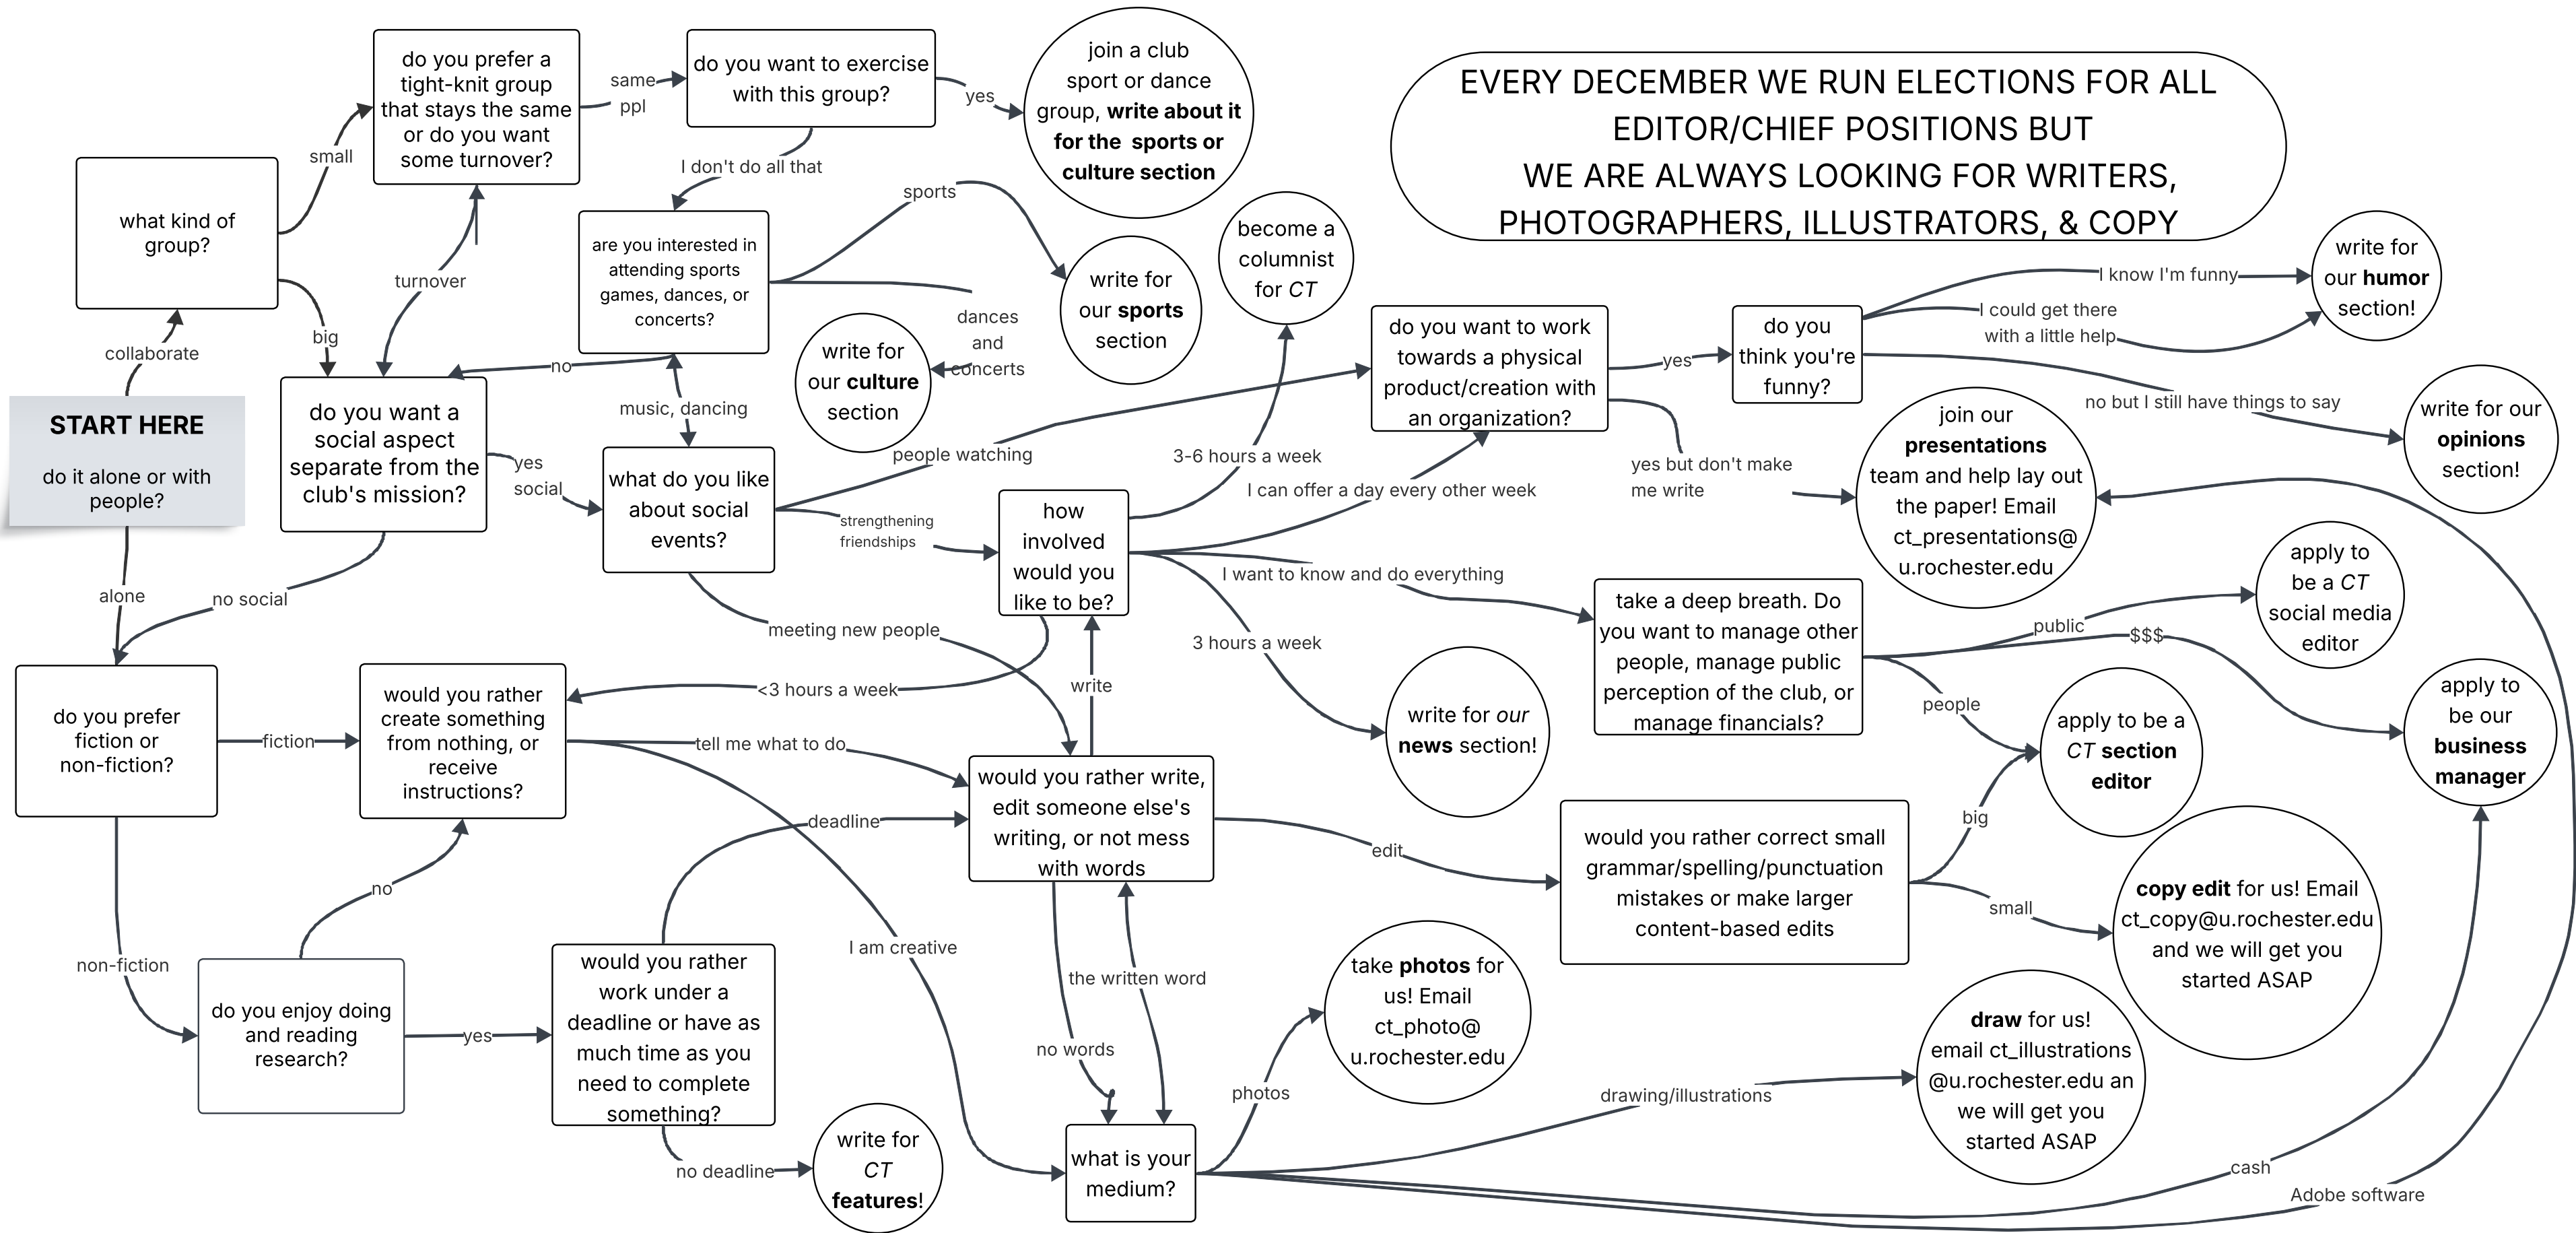 START HERE
do it alone or with
people?
collaborate
alone
what kind of
group?
small
big
do you prefer a
tight-knit group
that stays the same
or do you want
some turnover?
same
ppl
turnover
do you want to exercise
with this group?
yes
I don't do all that
join a club
sport or dance
group, write about it
for the sports or
culture section
are you interested in
attending sports
games, dances, or
concerts?
sports
dances
and
concerts
no
music, dancing
write for
our sports
section
write for
our culture
section
become a
columnist
for CT
EVERY DECEMBER WE RUN ELECTIONS FOR ALL
EDITOR/CHIEF POSITIONS BUT
WE ARE ALWAYS LOOKING FOR WRITERS,
PHOTOGRAPHERS, ILLUSTRATORS, & COPY
do you want a
social aspect
separate from the
club's mission?
yes
social
no social
what do you like
about social
events?
people watching
strengthening
friendships
meeting new people
how
involved
would you
like to be?
3-6 hours a week
I can offer a day every other week
I want to know and do everything
3 hours a week
<3 hours a week
do you want to work
towards a physical
product/creation with
an organization?
yes
yes but don't make
me write
do you
think you're
funny?
I know I'm funny
I could get there
with a little help
no but I still have things to say
write for
our humor
section!
write for our
opinions
section!
join our
presentations
team and help lay out
the paper! Email
ct_presentations@
u.rochester.edu
take a deep breath. Do
you want to manage other
people, manage public
perception of the club, or
manage financials?
public
$$$
people
apply to
be a CT
social media
editor
apply to
be our
business
manager
apply to be a
CT section
editor
write for our
news section!
do you prefer
fiction or
non-fiction?
fiction
non-fiction
would you rather
create something
from nothing, or
receive
instructions?
tell me what to do
I am creative
do you enjoy doing
and reading
research?
no
yes
would you rather
work under a
deadline or have as
much time as you
need to complete
something?
deadline
no deadline
write for
CT
features!
would you rather write,
edit someone else's
writing, or not mess
with words
write
edit
no words
the written word
would you rather correct small
grammar/spelling/punctuation
mistakes or make larger
content-based edits
big
small
copy edit for us! Email
ct_copy@u.rochester.edu
and we will get you
started ASAP
what is your
medium?
photos
drawing/illustrations
cash
Adobe software
take photos for
us! Email
ct_photo@
u.rochester.edu
draw for us!
email ct_illustrations
@u.rochester.edu an
we will get you
started ASAP